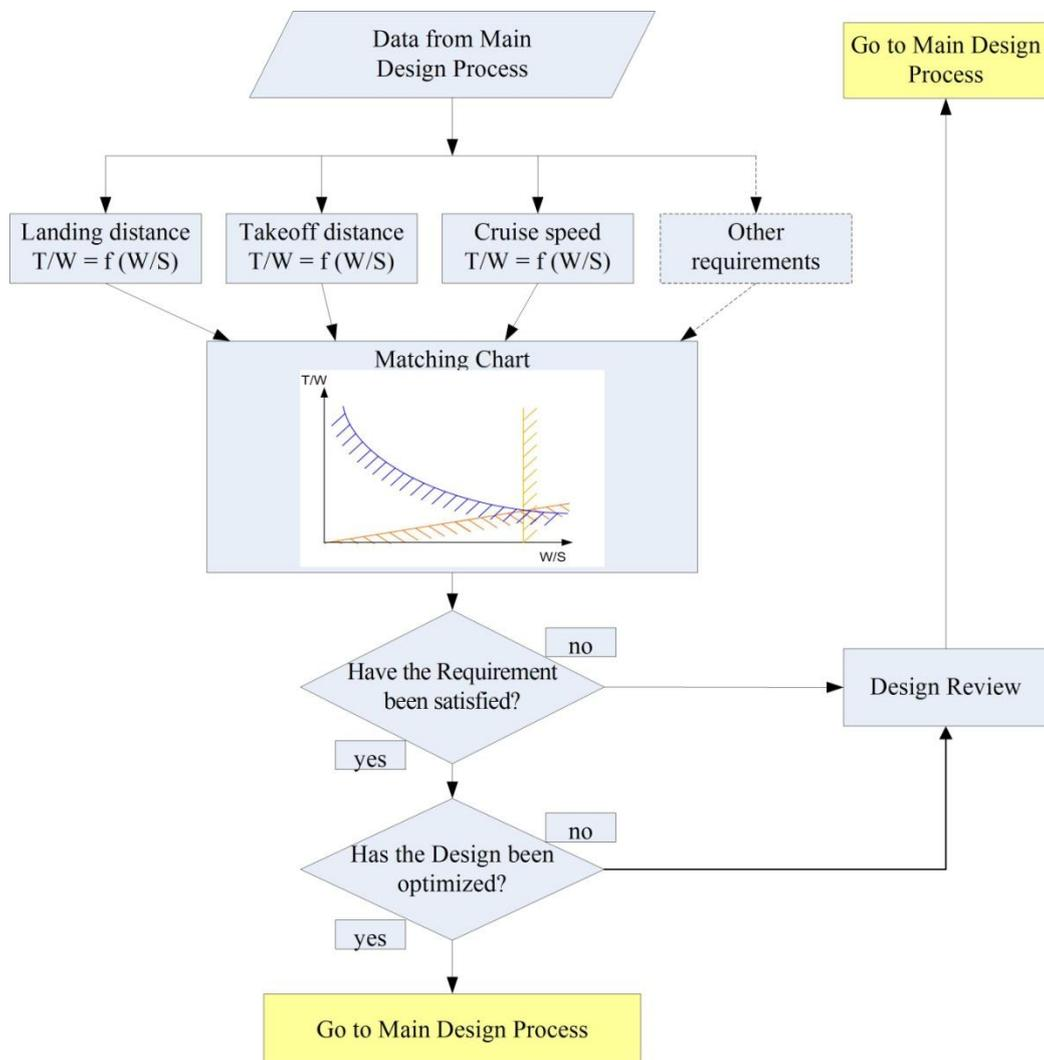 Data from Main
Design Process
Go to Main Design
Process
Landing distance
T/W = f (W/S)
Takeoff distance
T/W = f (W/S)
Cruise speed
T/W = f (W/S)
Other
requirements
Matching Chart
T/W
W/S
no
Have the Requirement
been satisfied?
Design Review
yes
no
Has the Design been
optimized?
yes
Go to Main Design Process